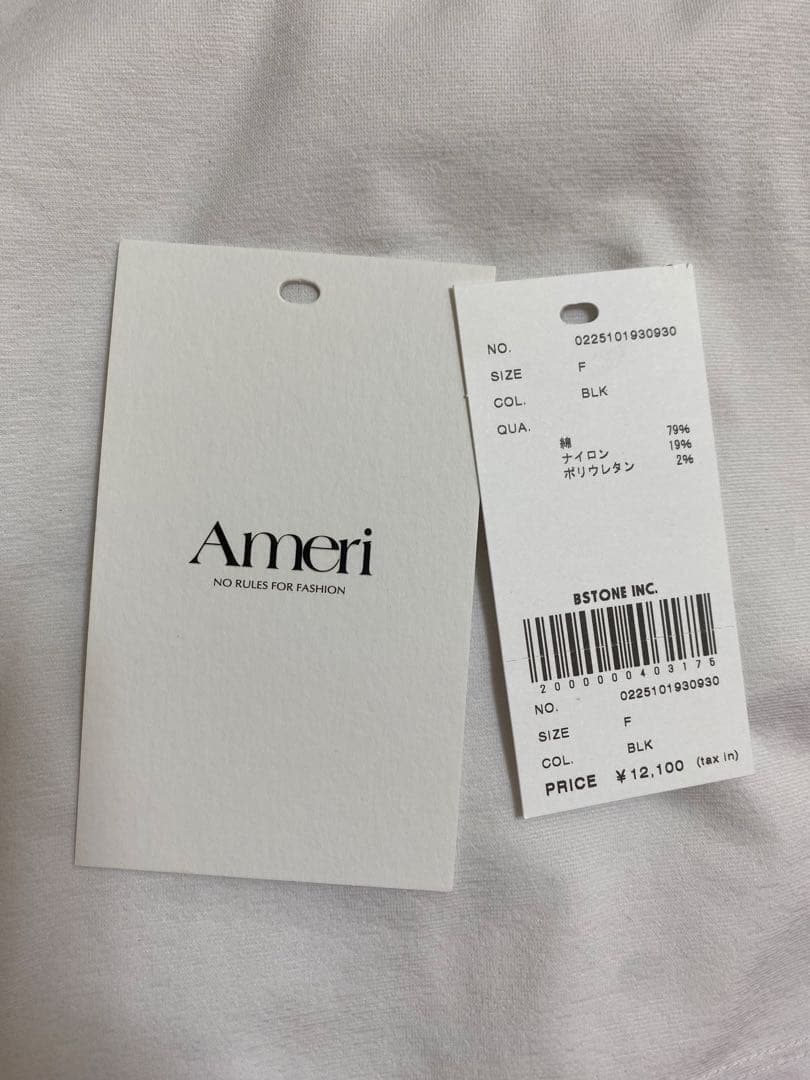 Ameri
NO RULES FOR FASHION
NO. 0225101930930
SIZE F
COL. BLK
QUA.
綿 79%
ナイロン 19%
ポリウレタン 2%
BSTONE INC.
2000000403175
NO. 0225101930930
SIZE F
COL. BLK
PRICE ¥12,100 (tax in)